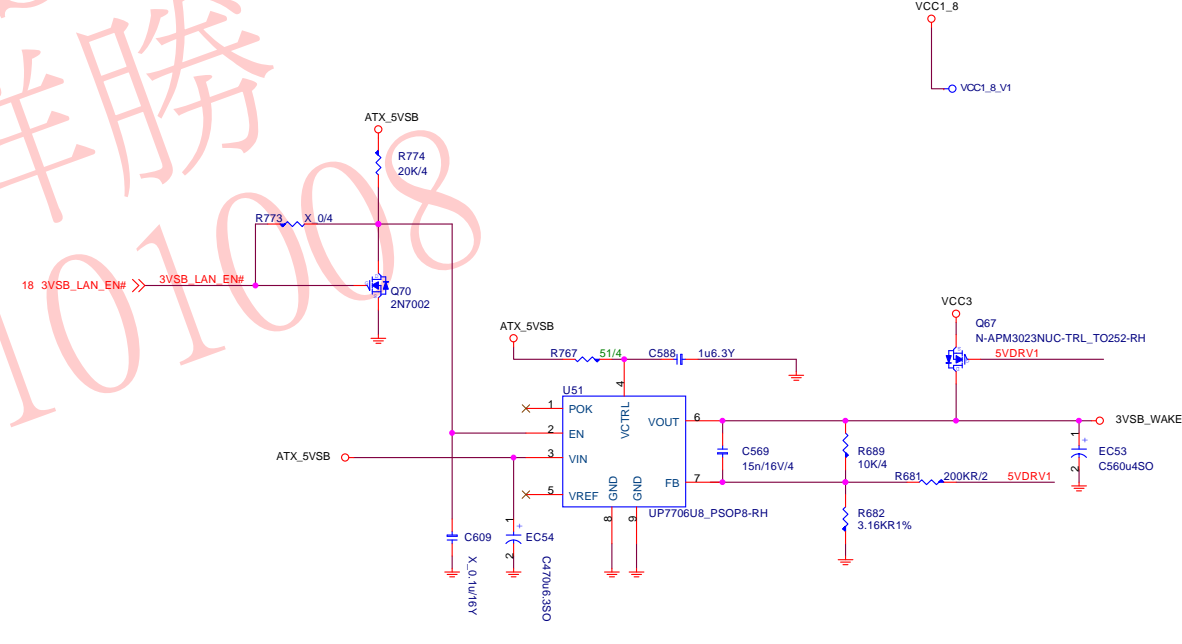 VCC1_8
VCC1_8_V1
ATX_5VSB
R774
20K/4
R773
X_0/4
18
3VSB_LAN_EN#
3VSB_LAN_EN#
Q70
2N7002
VCC3
Q67
N-APM3023NUC-TRL_TO252-RH
5VDRV1
ATX_5VSB
R767
51/4
C588
1u6.3Y
4
U51
1
POK
VCTRL
VOUT
6
3VSB_WAKE
2
EN
ATX_5VSB
3
VIN
5
VREF
GND
GND
FB
7
8
9
UP7706U8_PSOP8-RH
C569
15n/16V/4
R689
10K/4
R681
200KR/2
5VDRV1
R682
3.16KR1%
1
+
2
EC53
C560u4SO
C609
X_0.1u/16Y
1
+
2
EC54
C470u6.3SO
勝
101008